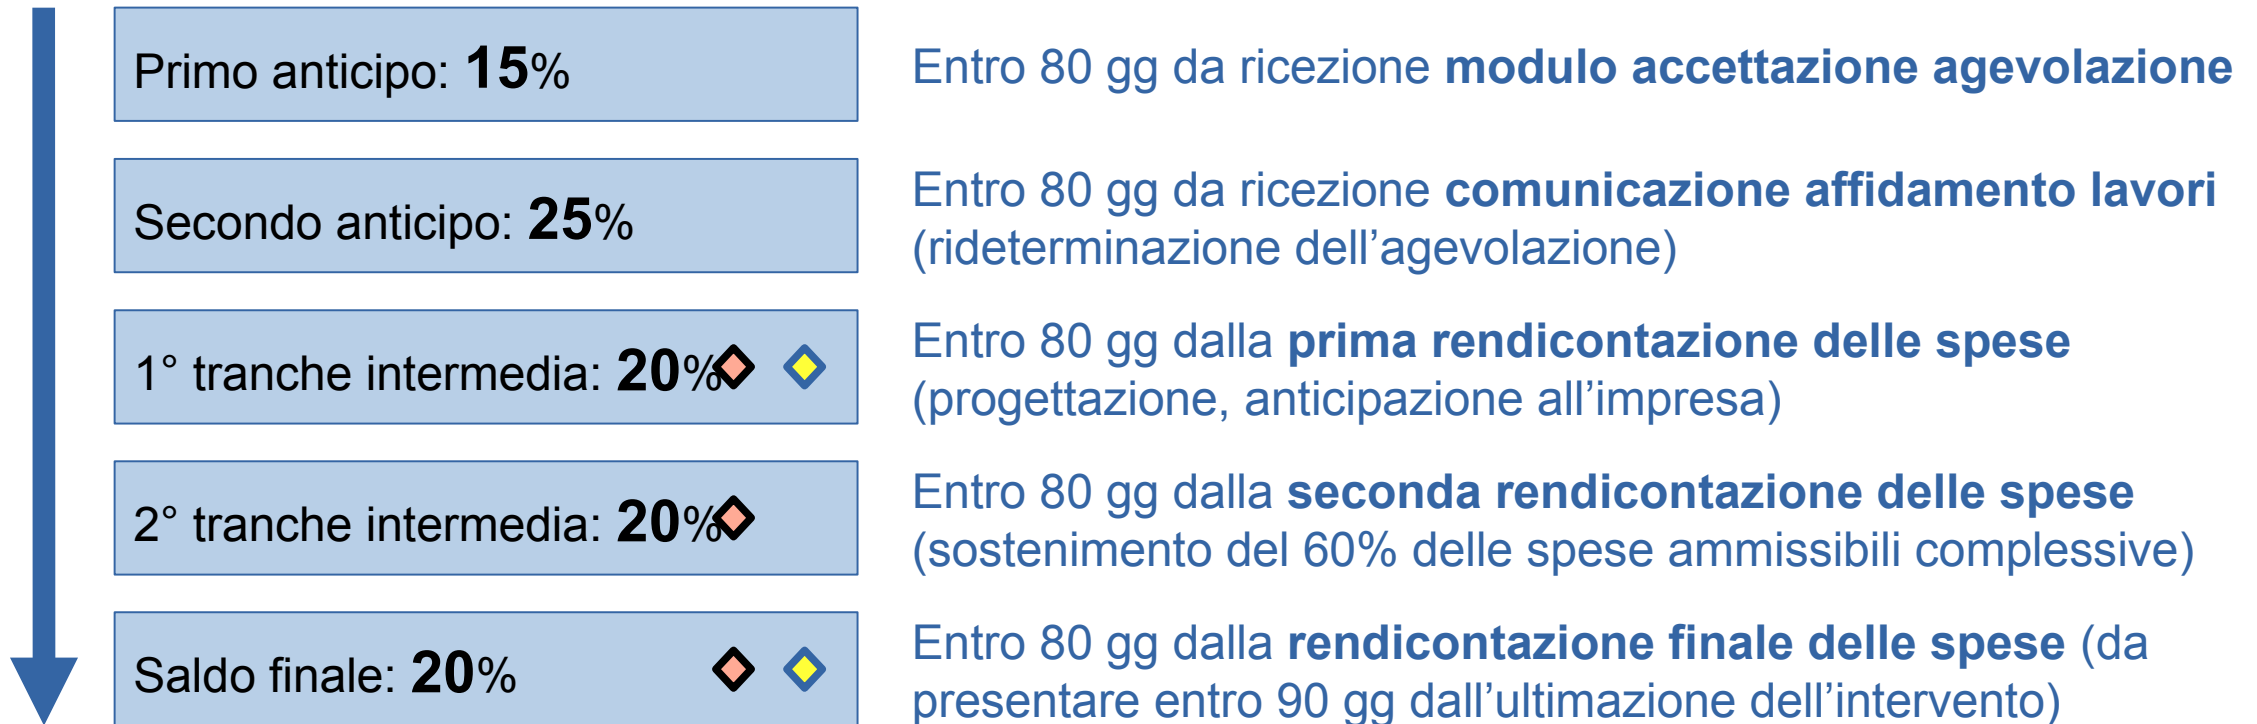 Primo anticipo: 15%
Entro 80 gg da ricezione modulo accettazione agevolazione
Secondo anticipo: 25%
Entro 80 gg da ricezione comunicazione affidamento lavori
(rideterminazione dell’agevolazione)
1° tranche intermedia: 20%
Entro 80 gg dalla prima rendicontazione delle spese
(progettazione, anticipazione all’impresa)
2° tranche intermedia: 20%
Entro 80 gg dalla seconda rendicontazione delle spese
(sostenimento del 60% delle spese ammissibili complessive)
Saldo finale: 20%
Entro 80 gg dalla rendicontazione finale delle spese (da
presentare entro 90 gg dall’ultimazione dell’intervento)